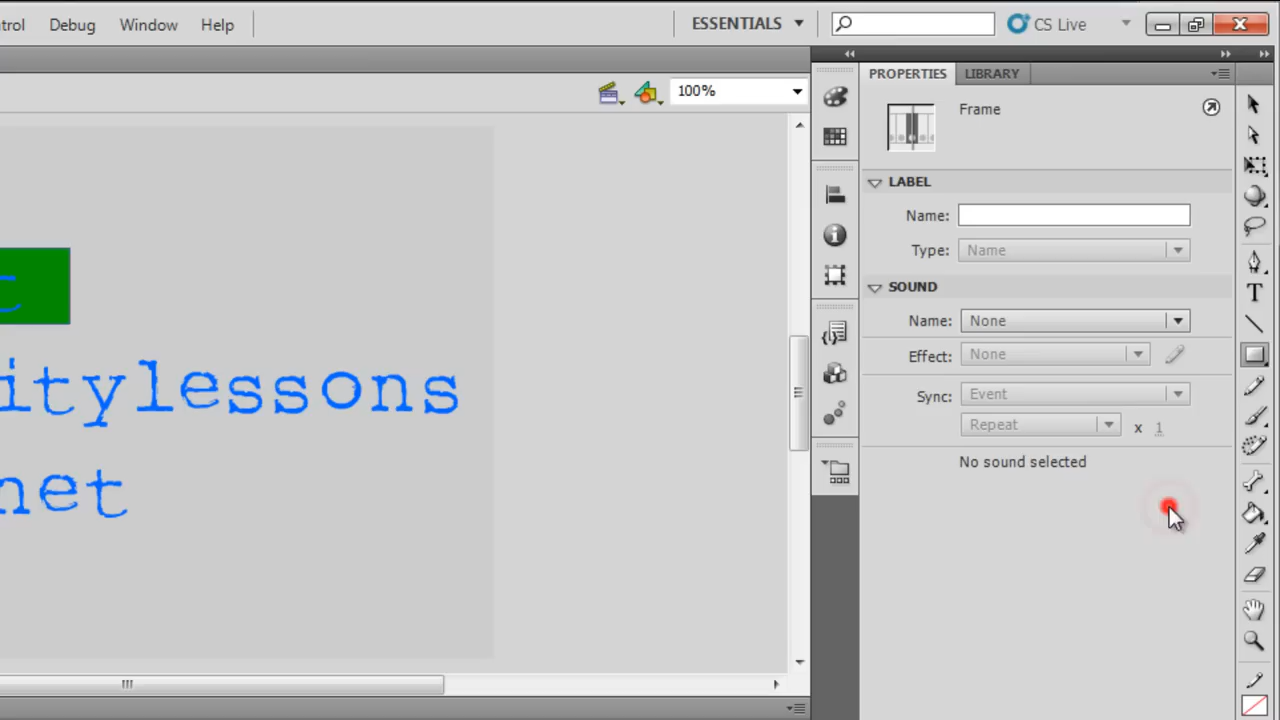 trol Debug Window Help ESSENTIALS CS Live
PROPERTIES LIBRARY
100%
Frame
LABEL
Name:
Type: Name
t
SOUND
Name: None
Effect: None
itylessons
Sync: Event
Repeat x 1
No sound selected
net